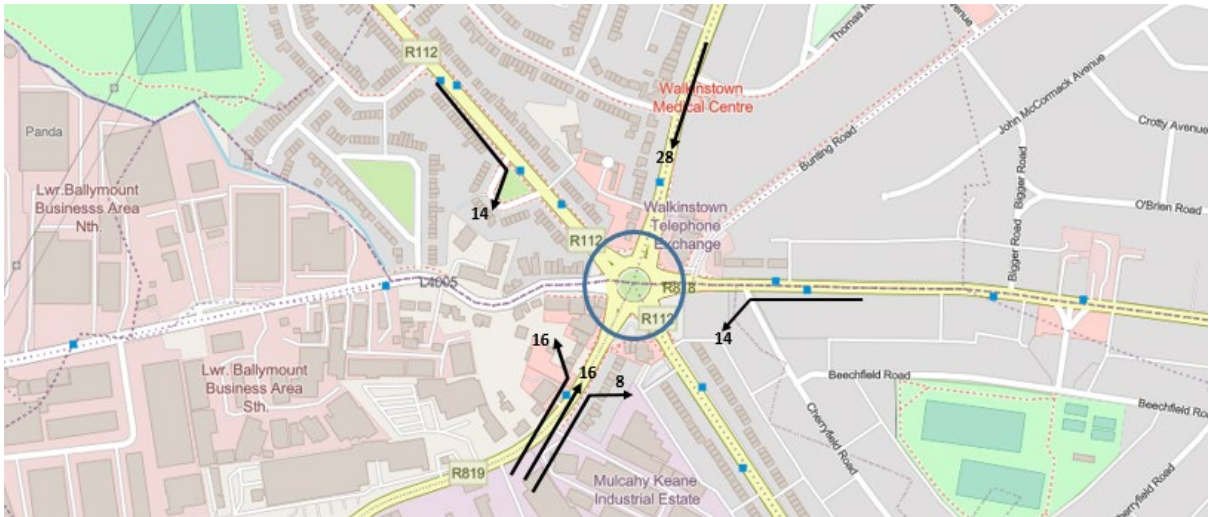 R112
Thomas M
Avenue
John McCormack Avenue
Crotty Avenue
Walkinstown
Medical Centre
Panda
Bunting Road
28
Lwr.Ballymount
Businesss Area
Nth.
14
Walkinstown
Telephone
Exchange
Bigger Road
O'Brien Road
R112
Bigger Road
L4005
R818
R112
16
14
16
8
Lwr. Ballymount
Business Area
Sth.
Beechfield Road
Beechfield Road
Cherryfield Road
R819
Mulcahy Keane
Industrial Estate
herryfield Road